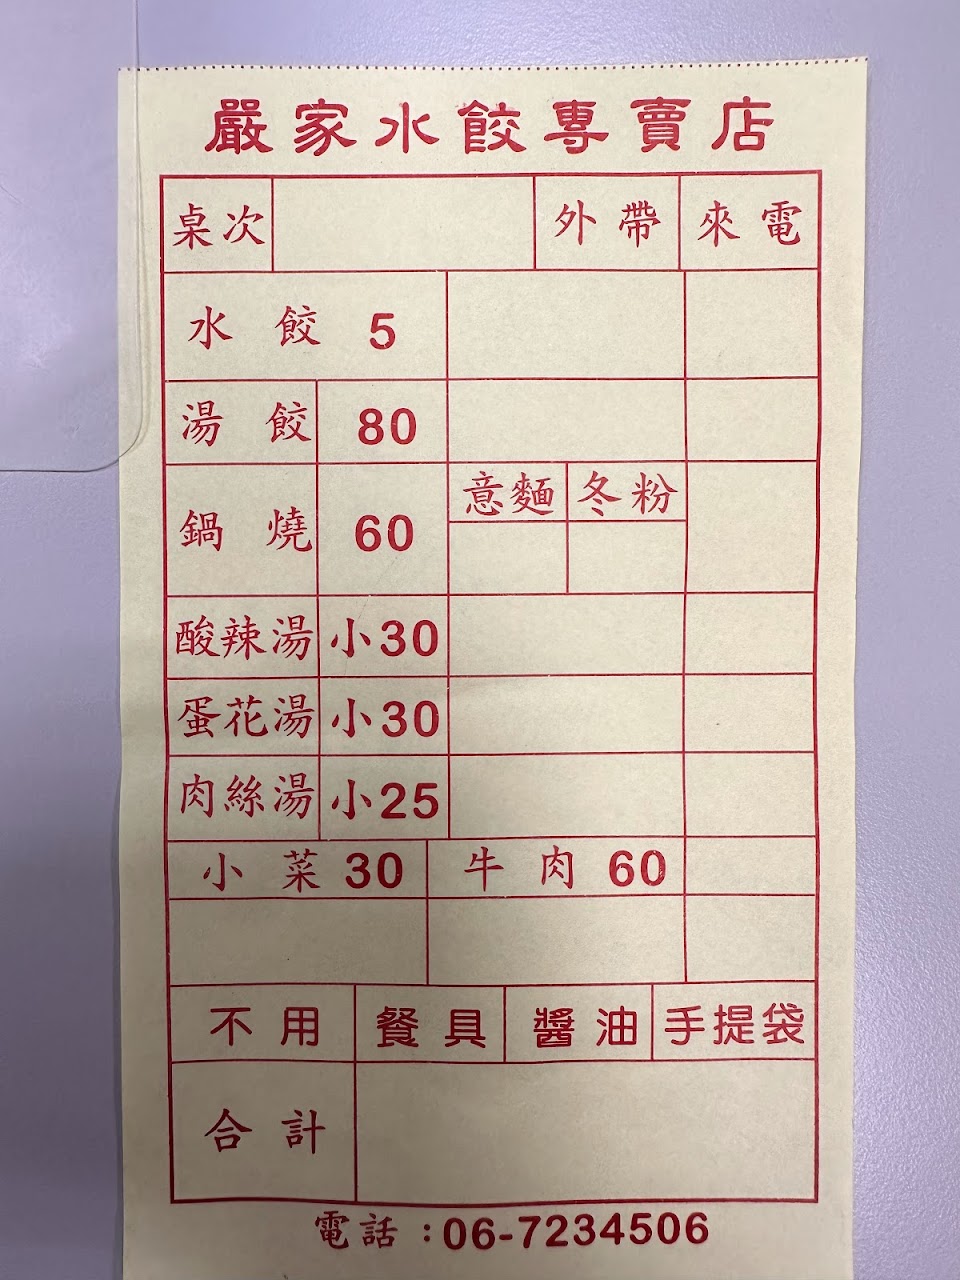 嚴家水餃專賣店
桌次 外帶 來電
水餃 5
湯餃 80
鍋燒 60 意麵 冬粉
酸辣湯 小30
蛋花湯 小30
肉絲湯 小25
小菜 30 牛肉 60
不用 餐具 醬油 手提袋
合計
電話：06-7234506